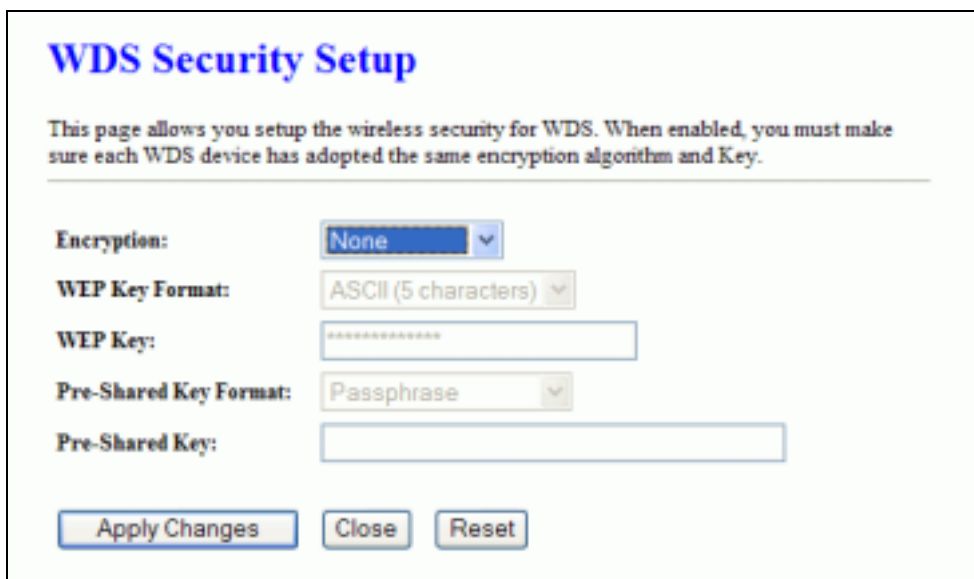 WDS Security Setup
This page allows you setup the wireless security for WDS. When enabled, you must make
sure each WDS device has adopted the same encryption algorithm and Key.
Encryption: None
WEP Key Format: ASCII (5 characters)
WEP Key: *************
Pre-Shared Key Format: Passphrase
Pre-Shared Key:
Apply Changes Close Reset